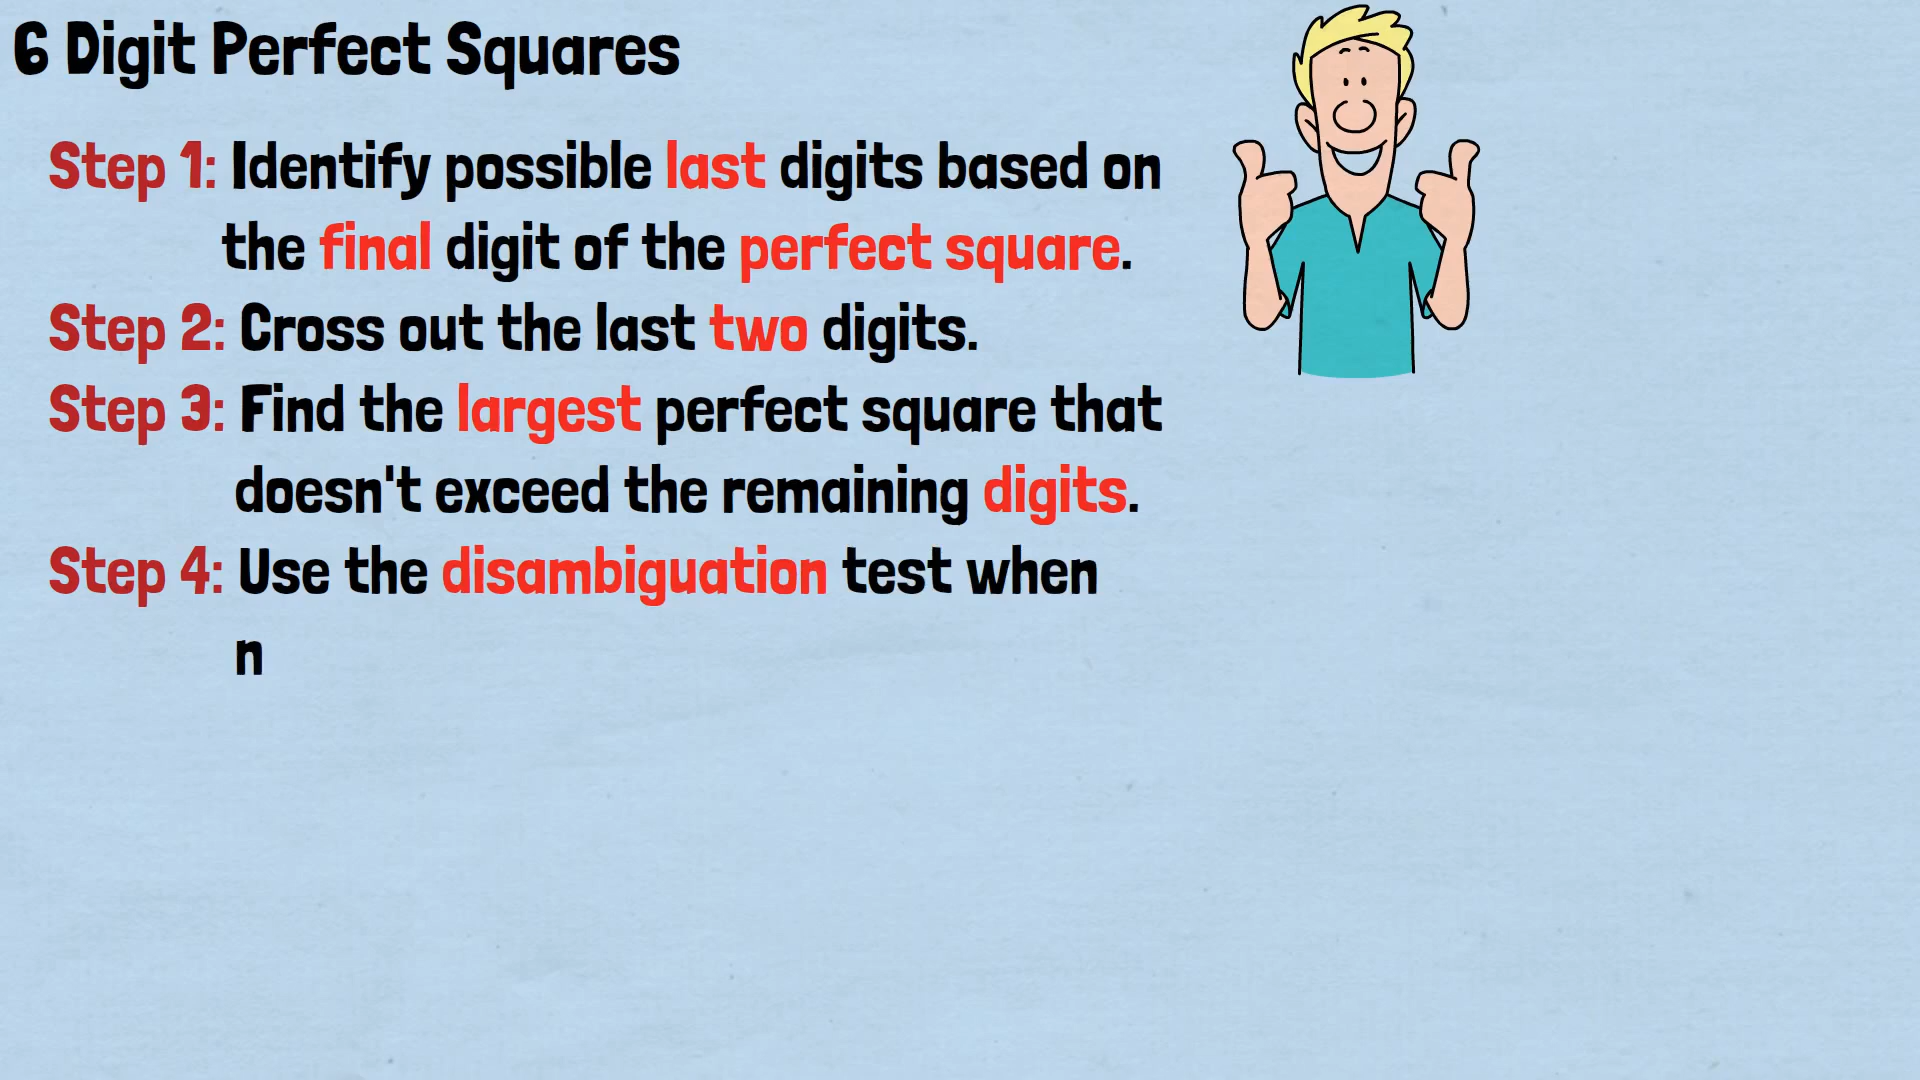 6 Digit Perfect Squares
Step 1: Identify possible last digits based on
the final digit of the perfect square.
Step 2: Cross out the last two digits.
Step 3: Find the largest perfect square that
doesn't exceed the remaining digits.
Step 4: Use the disambiguation test when
n